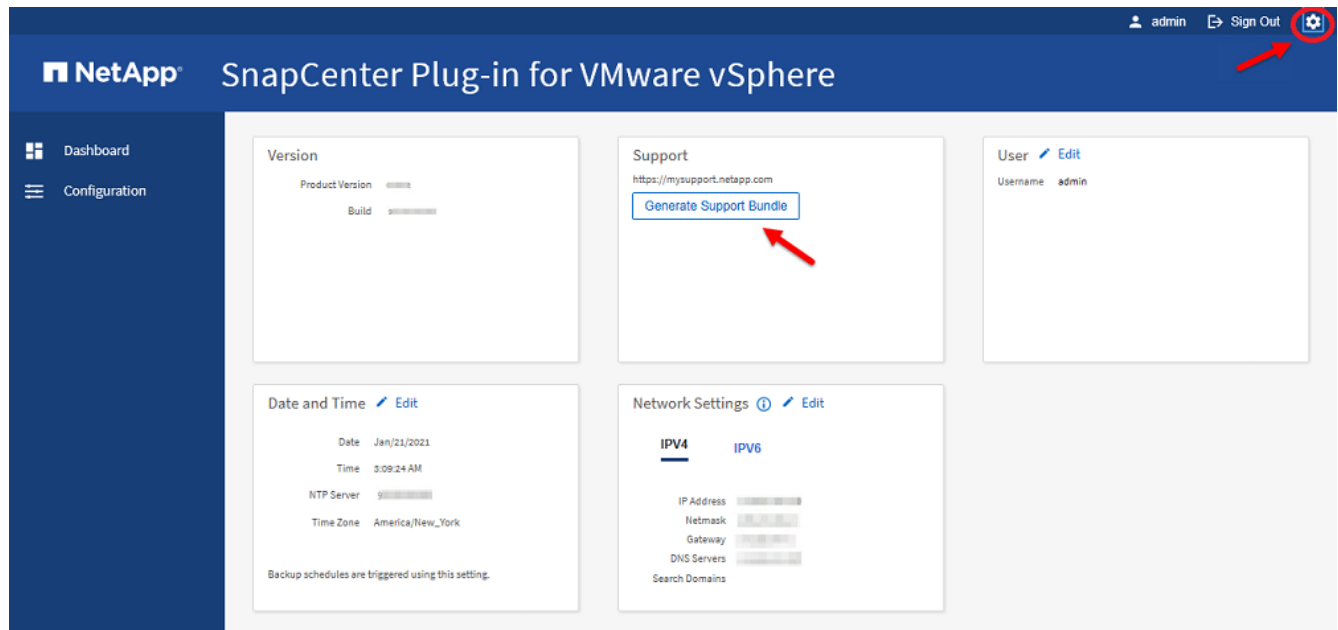 admin Sign Out
NetApp® SnapCenter Plug-in for VMware vSphere
Dashboard
Configuration
Version
Product Version
Build
Support
https://mysupport.netapp.com
Generate Support Bundle
User Edit
Username admin
Date and Time Edit
Date Jan/21/2021
Time 3:09:24 AM
NTP Server
Time Zone America/New_York
Backup schedules are triggered using this setting.
Network Settings Edit
IPV4 IPV6
IP Address
Netmask
Gateway
DNS Servers
Search Domains